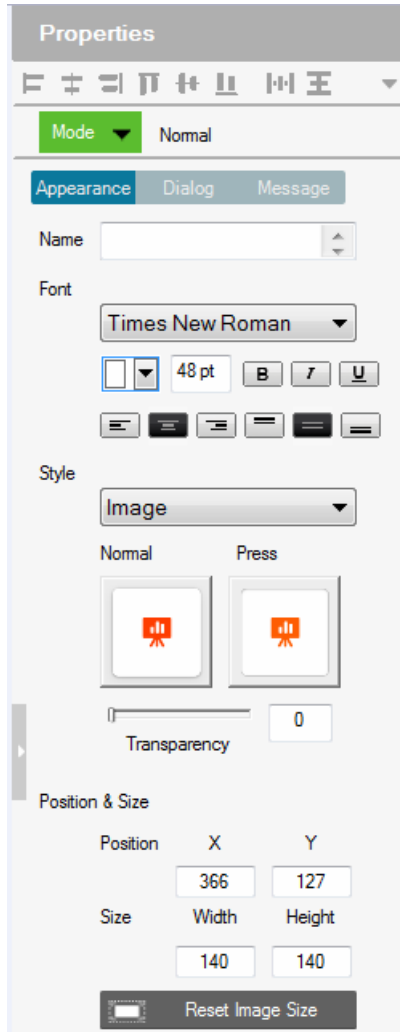 Properties
Mode Normal
Appearance Dialog Message
Name
Font
Times New Roman
48 pt B I U
Style
Image
Normal Press
0
Transparency
Position & Size
Position X Y
366 127
Size Width Height
140 140
Reset Image Size